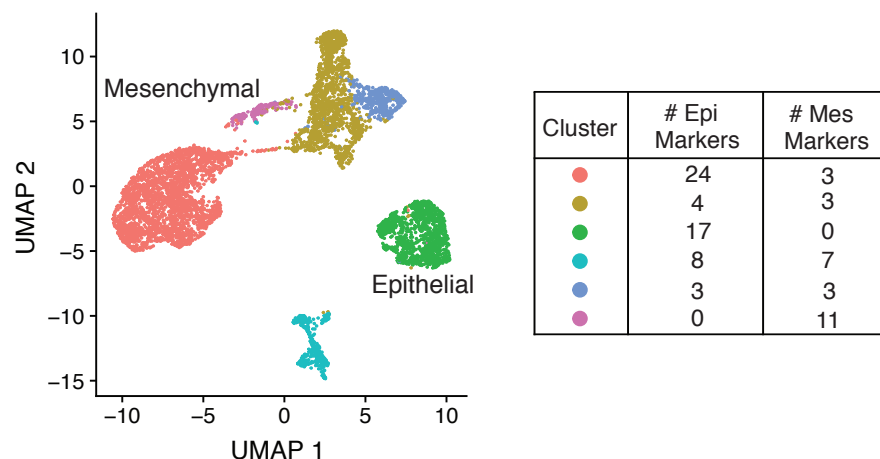 10
5
0
−5
−10
−15
UMAP 2
Mesenchymal
Epithelial
−10 −5 0 5 10
UMAP 1
Cluster # Epi Markers # Mes Markers
24 3
4 3
17 0
8 7
3 3
0 11